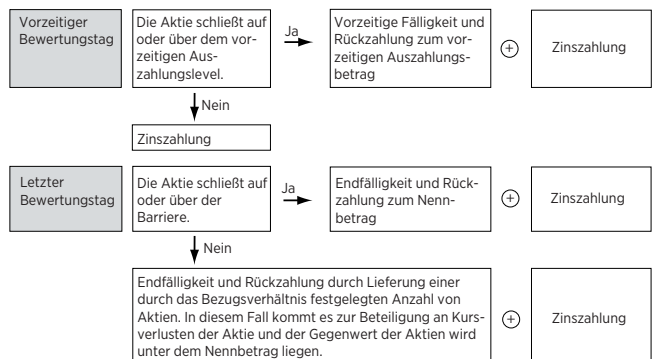 Vorzeitiger
Bewertungstag
Die Aktie schließt auf
oder über dem vor-
zeitigen Aus-
zahlungslevel.
Ja
Vorzeitige Fälligkeit und
Rückzahlung zum vor-
zeitigen Auszahlungs-
betrag
+
Zinszahlung
Nein
Zinszahlung
Letzter
Bewertungstag
Die Aktie schließt auf
oder über der
Barriere.
Ja
Endfälligkeit und Rück-
zahlung zum Nenn-
betrag
+
Zinszahlung
Nein
Endfälligkeit und Rückzahlung durch Lieferung einer
durch das Bezugsverhältnis festgelegten Anzahl von
Aktien. In diesem Fall kommt es zur Beteiligung an Kurs-
verlusten der Aktie und der Gegenwert der Aktien wird
unter dem Nennbetrag liegen.
+
Zinszahlung